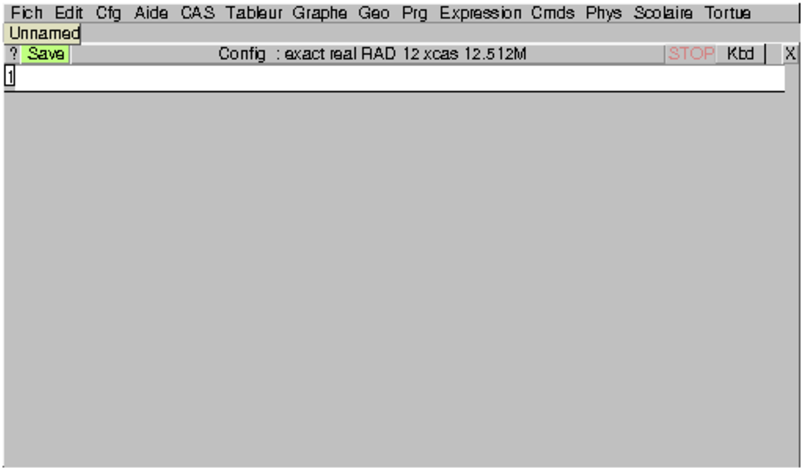 Fich Edit Cfg Aide CAS Tableur Graphe Geo Prg Expression Cmds Phys Scolaire Tortue
Unnamed
? Save Config : exact real RAD 12 xcas 12.512M STOP Kbd X
1